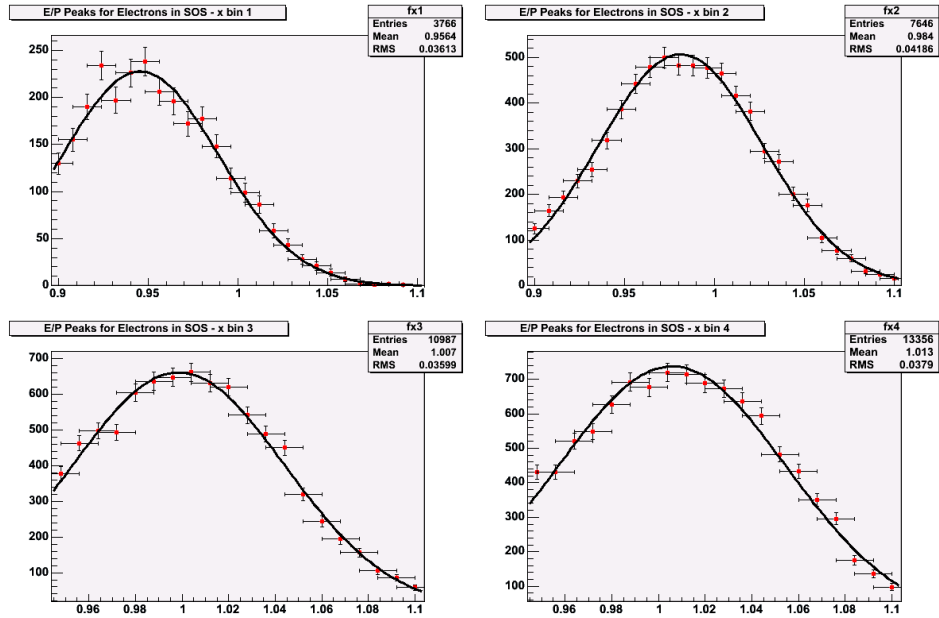 E/P Peaks for Electrons in SOS - x bin 1
fx1
Entries 3766
Mean 0.9564
RMS 0.03613
250
200
150
100
50
0
0.9 0.95 1 1.05 1.1
E/P Peaks for Electrons in SOS - x bin 2
fx2
Entries 7646
Mean 0.984
RMS 0.04186
500
400
300
200
100
0
0.9 0.95 1 1.05 1.1
E/P Peaks for Electrons in SOS - x bin 3
fx3
Entries 10987
Mean 1.007
RMS 0.03599
700
600
500
400
300
200
100
0.96 0.98 1 1.02 1.04 1.06 1.08 1.1
E/P Peaks for Electrons in SOS - x bin 4
fx4
Entries 13356
Mean 1.013
RMS 0.0379
700
600
500
400
300
200
100
0.96 0.98 1 1.02 1.04 1.06 1.08 1.1